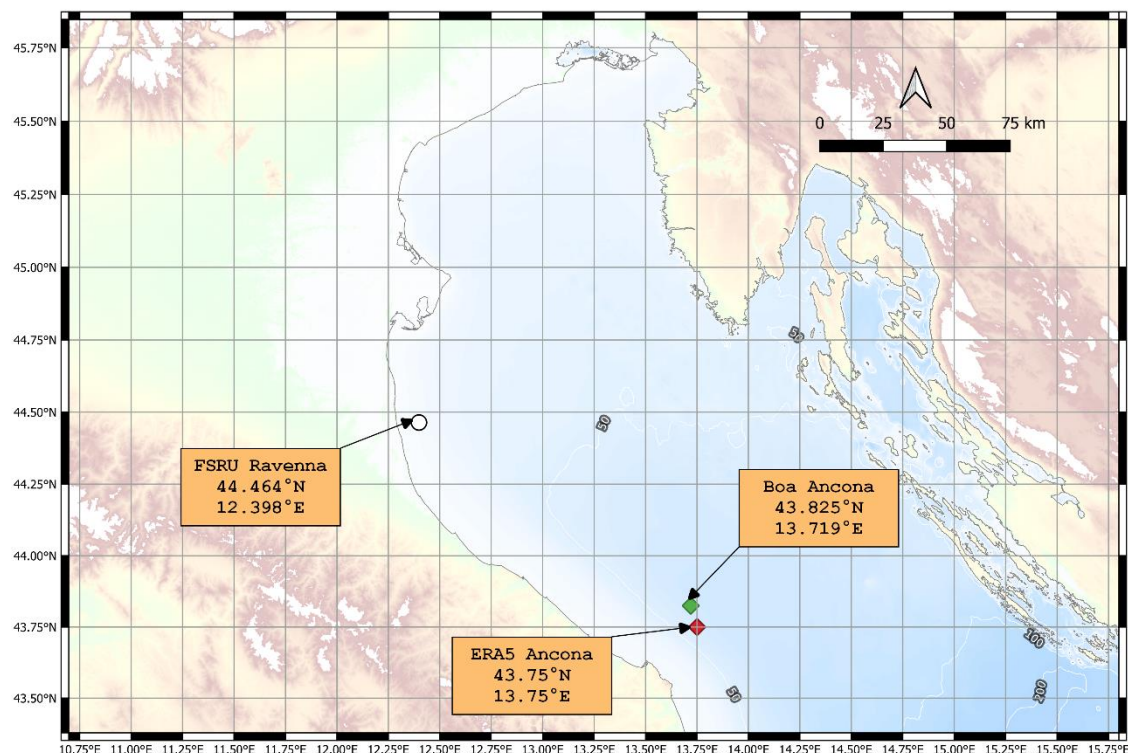 45.75°N
45.50°N
45.25°N
45.00°N
44.75°N
44.50°N
44.25°N
44.00°N
43.75°N
43.50°N
0 25 50 75 km
50
50
FSRU Ravenna
44.464°N
12.398°E
Boa Ancona
43.825°N
13.719°E
ERA5 Ancona
43.75°N
13.75°E
100
50
200
10.75°E 11.00°E 11.25°E 11.50°E 11.75°E 12.00°E 12.25°E 12.50°E 12.75°E 13.00°E 13.25°E 13.50°E 13.75°E 14.00°E 14.25°E 14.50°E 14.75°E 15.00°E 15.25°E 15.50°E 15.75°E